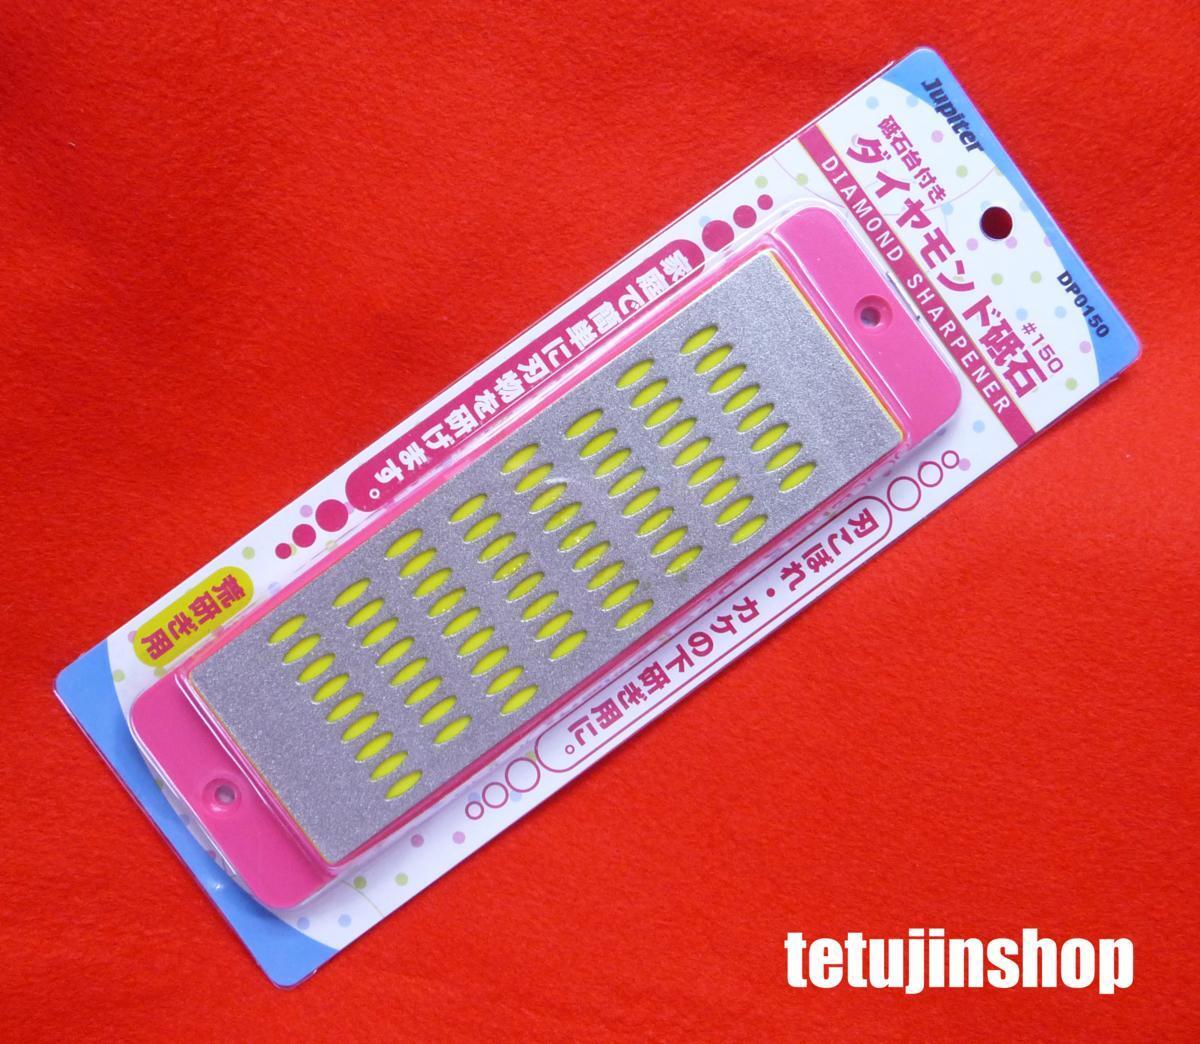 Jupiter
砥石台付き
ダイヤモンド砥石
#150
DP0150
DIAMOND SHARPENER
家庭で簡単に刃物を研げます。
刃こぼれ・カケの下研ぎ用に。
荒研ぎ用
tetujinshop